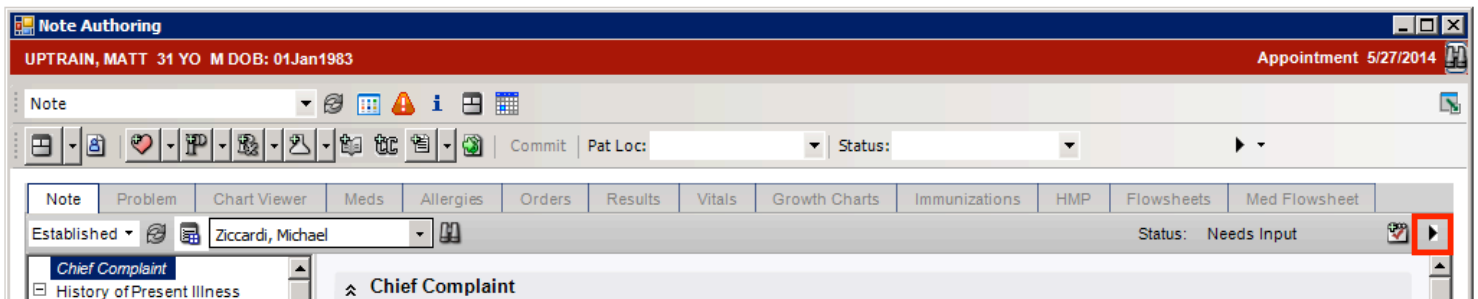 Note Authoring
UPTRAIN, MATT 31 YO M DOB: 01Jan1983 Appointment 5/27/2014
Note
Commit Pat Loc: Status:
Note Problem Chart Viewer Meds Allergies Orders Results Vitals Growth Charts Immunizations HMP Flowsheets Med Flowsheet
Established Ziccardi, Michael Status: Needs Input
Chief Complaint
History of Present Illness Chief Complaint